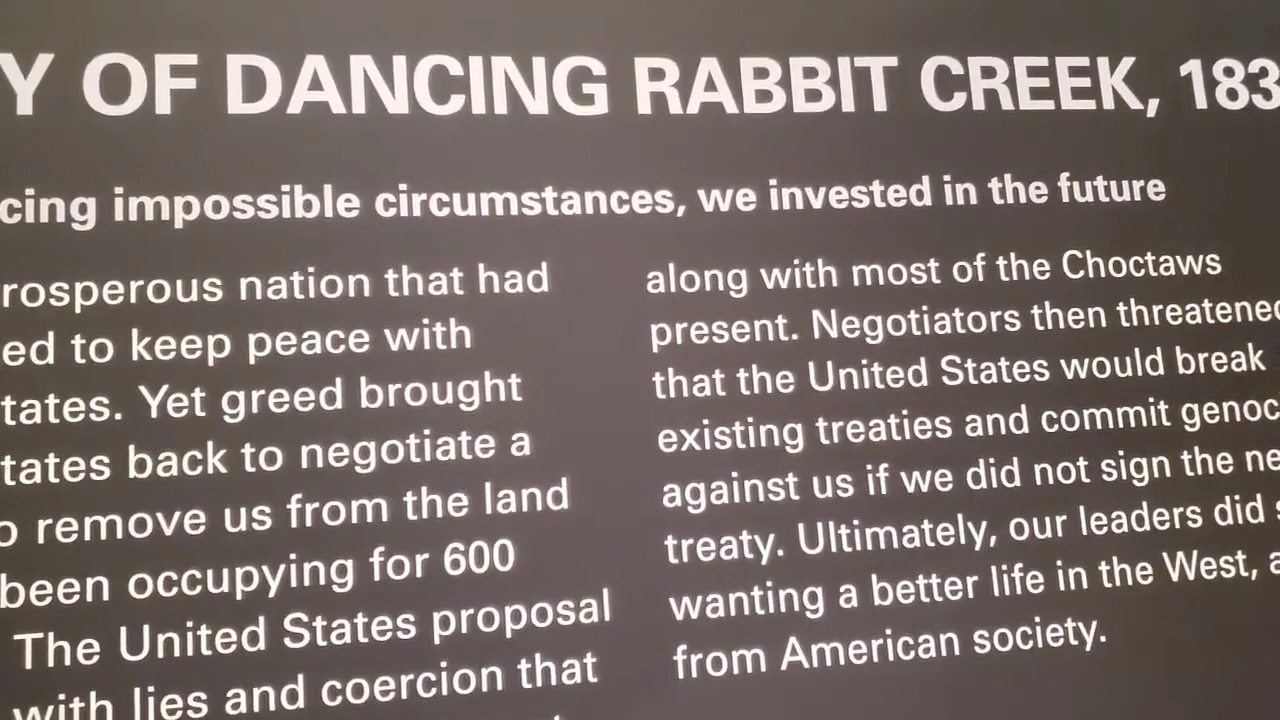 Y OF DANCING RABBIT CREEK, 183
cing impossible circumstances, we invested in the future
rosperous nation that had
ed to keep peace with
tates. Yet greed brought
tates back to negotiate a
o remove us from the land
been occupying for 600
The United States proposal
with lies and coercion that
along with most of the Choctaws
present. Negotiators then threatened
that the United States would break
existing treaties and commit genoc
against us if we did not sign the ne
treaty. Ultimately, our leaders did s
wanting a better life in the West, a
from American society.